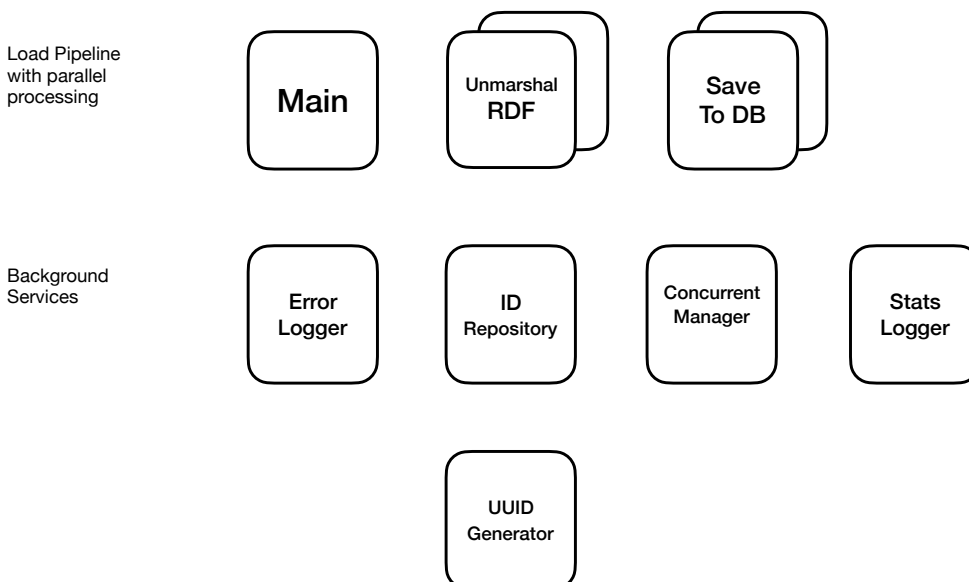 Load Pipeline
with parallel
processing
Main
Unmarshal
RDF
Save
To DB
Background
Services
Error
Logger
ID
Repository
Concurrent
Manager
Stats
Logger
UUID
Generator